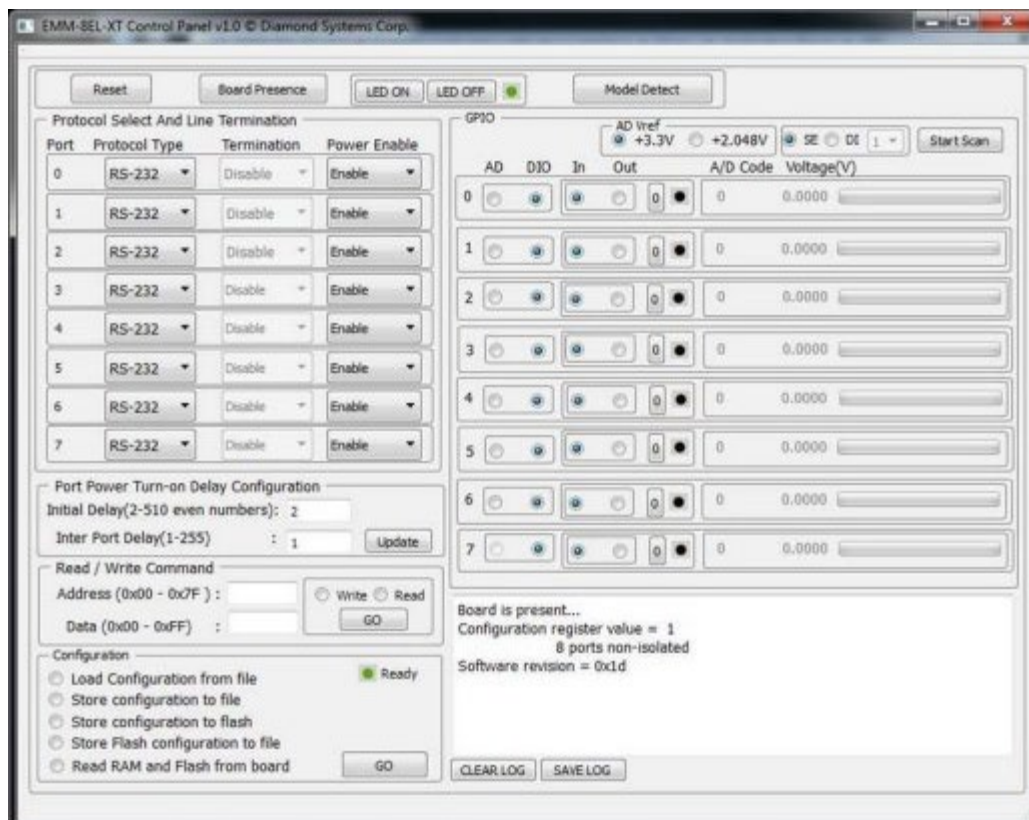 EMM-8EL-XT Control Panel v1.0 © Diamond Systems Corp.
Reset Board Presence LED ON LED OFF Model Detect
Protocol Select And Line Termination
Port Protocol Type Termination Power Enable
0 RS-232 Disable Enable
1 RS-232 Disable Enable
2 RS-232 Disable Enable
3 RS-232 Disable Enable
4 RS-232 Disable Enable
5 RS-232 Disable Enable
6 RS-232 Disable Enable
7 RS-232 Disable Enable
Port Power Turn-on Delay Configuration
Initial Delay(2-510 even numbers): 2
Inter Port Delay(1-255) : 1 Update
Read / Write Command
Address (0x00 - 0x7F ) : Write Read
Data (0x00 - 0xFF) : GO
Configuration
Load Configuration from file Ready
Store configuration to file
Store configuration to flash
Store Flash configuration to file
Read RAM and Flash from board GO
GPIO
AD Vref
+3.3V +2.048V SE DI 1 Start Scan
AD DIO In Out A/D Code Voltage(V)
0 0 0 0.0000
1 0 0 0.0000
2 0 0 0.0000
3 0 0 0.0000
4 0 0 0.0000
5 0 0 0.0000
6 0 0 0.0000
7 0 0 0.0000
Board is present...
Configuration register value = 1
8 ports non-isolated
Software revision = 0x1d
CLEAR LOG SAVE LOG